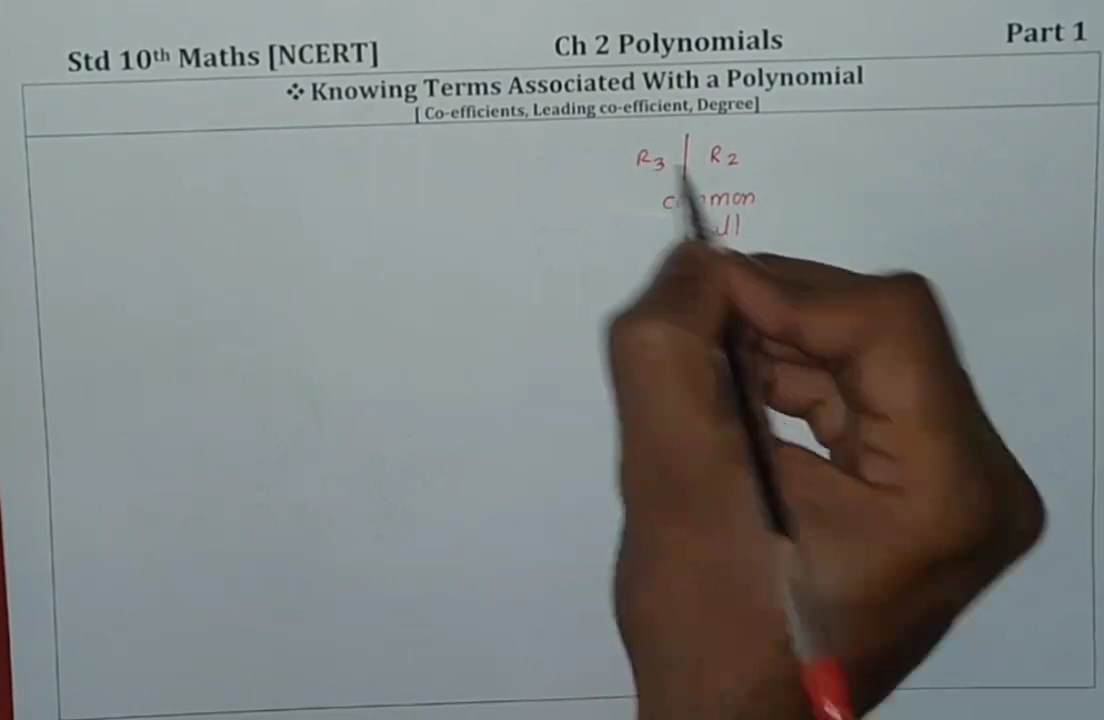 Std 10th Maths [NCERT] Ch 2 Polynomials Part 1
❖ Knowing Terms Associated With a Polynomial
[ Co-efficients, Leading co-efficient, Degree]
R3 | R2